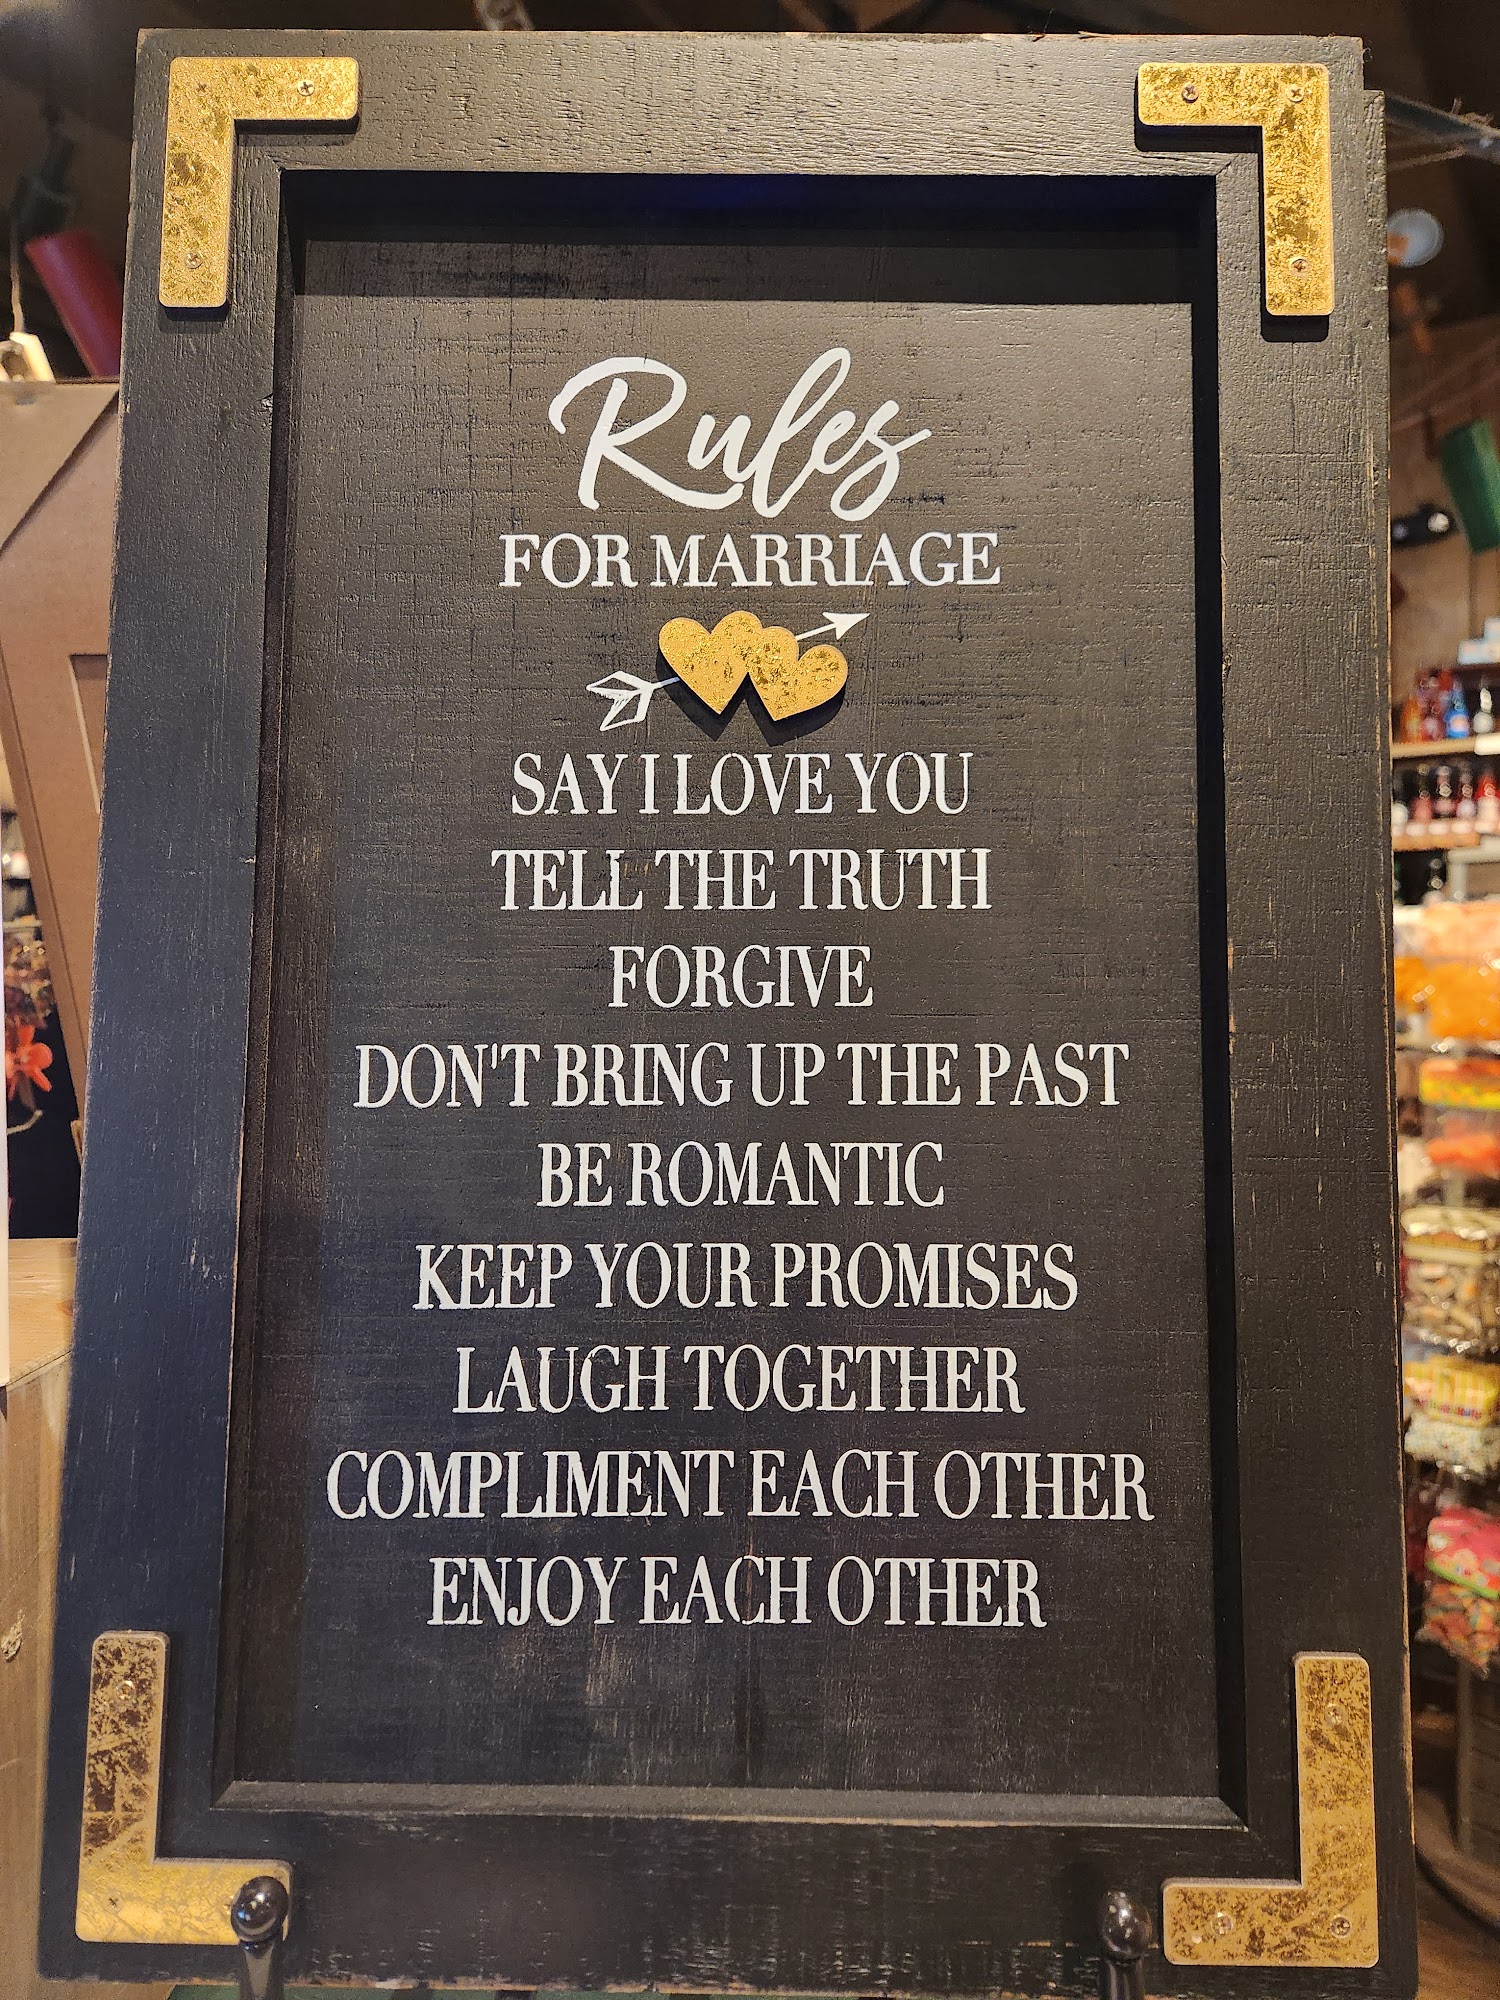 Rules
FOR MARRIAGE
SAY I LOVE YOU
TELL THE TRUTH
FORGIVE
DON'T BRING UP THE PAST
BE ROMANTIC
KEEP YOUR PROMISES
LAUGH TOGETHER
COMPLIMENT EACH OTHER
ENJOY EACH OTHER